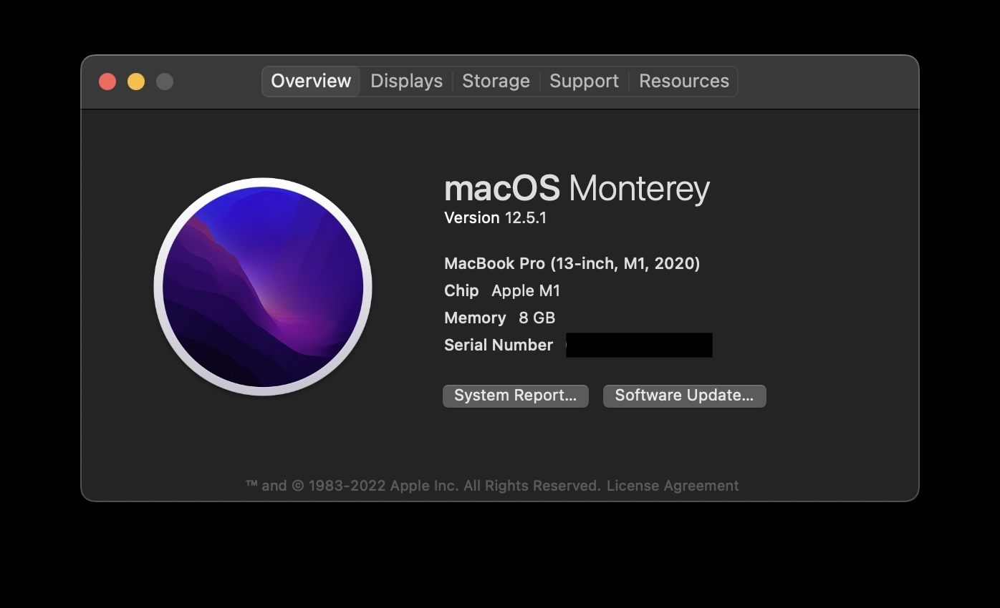 Overview Displays Storage Support Resources
macOS Monterey
Version 12.5.1
MacBook Pro (13-inch, M1, 2020)
Chip Apple M1
Memory 8 GB
Serial Number
System Report... Software Update...
™ and © 1983-2022 Apple Inc. All Rights Reserved. License Agreement